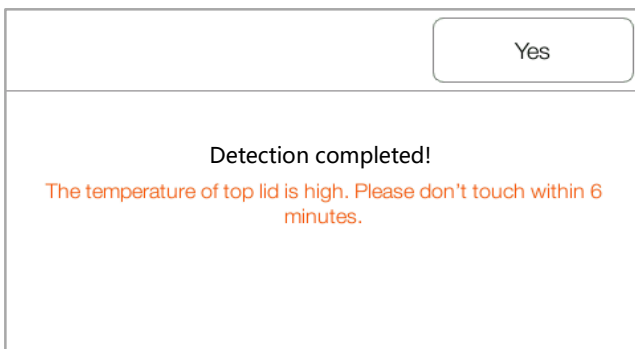 Yes
Detection completed!
The temperature of top lid is high. Please don't touch within 6
minutes.